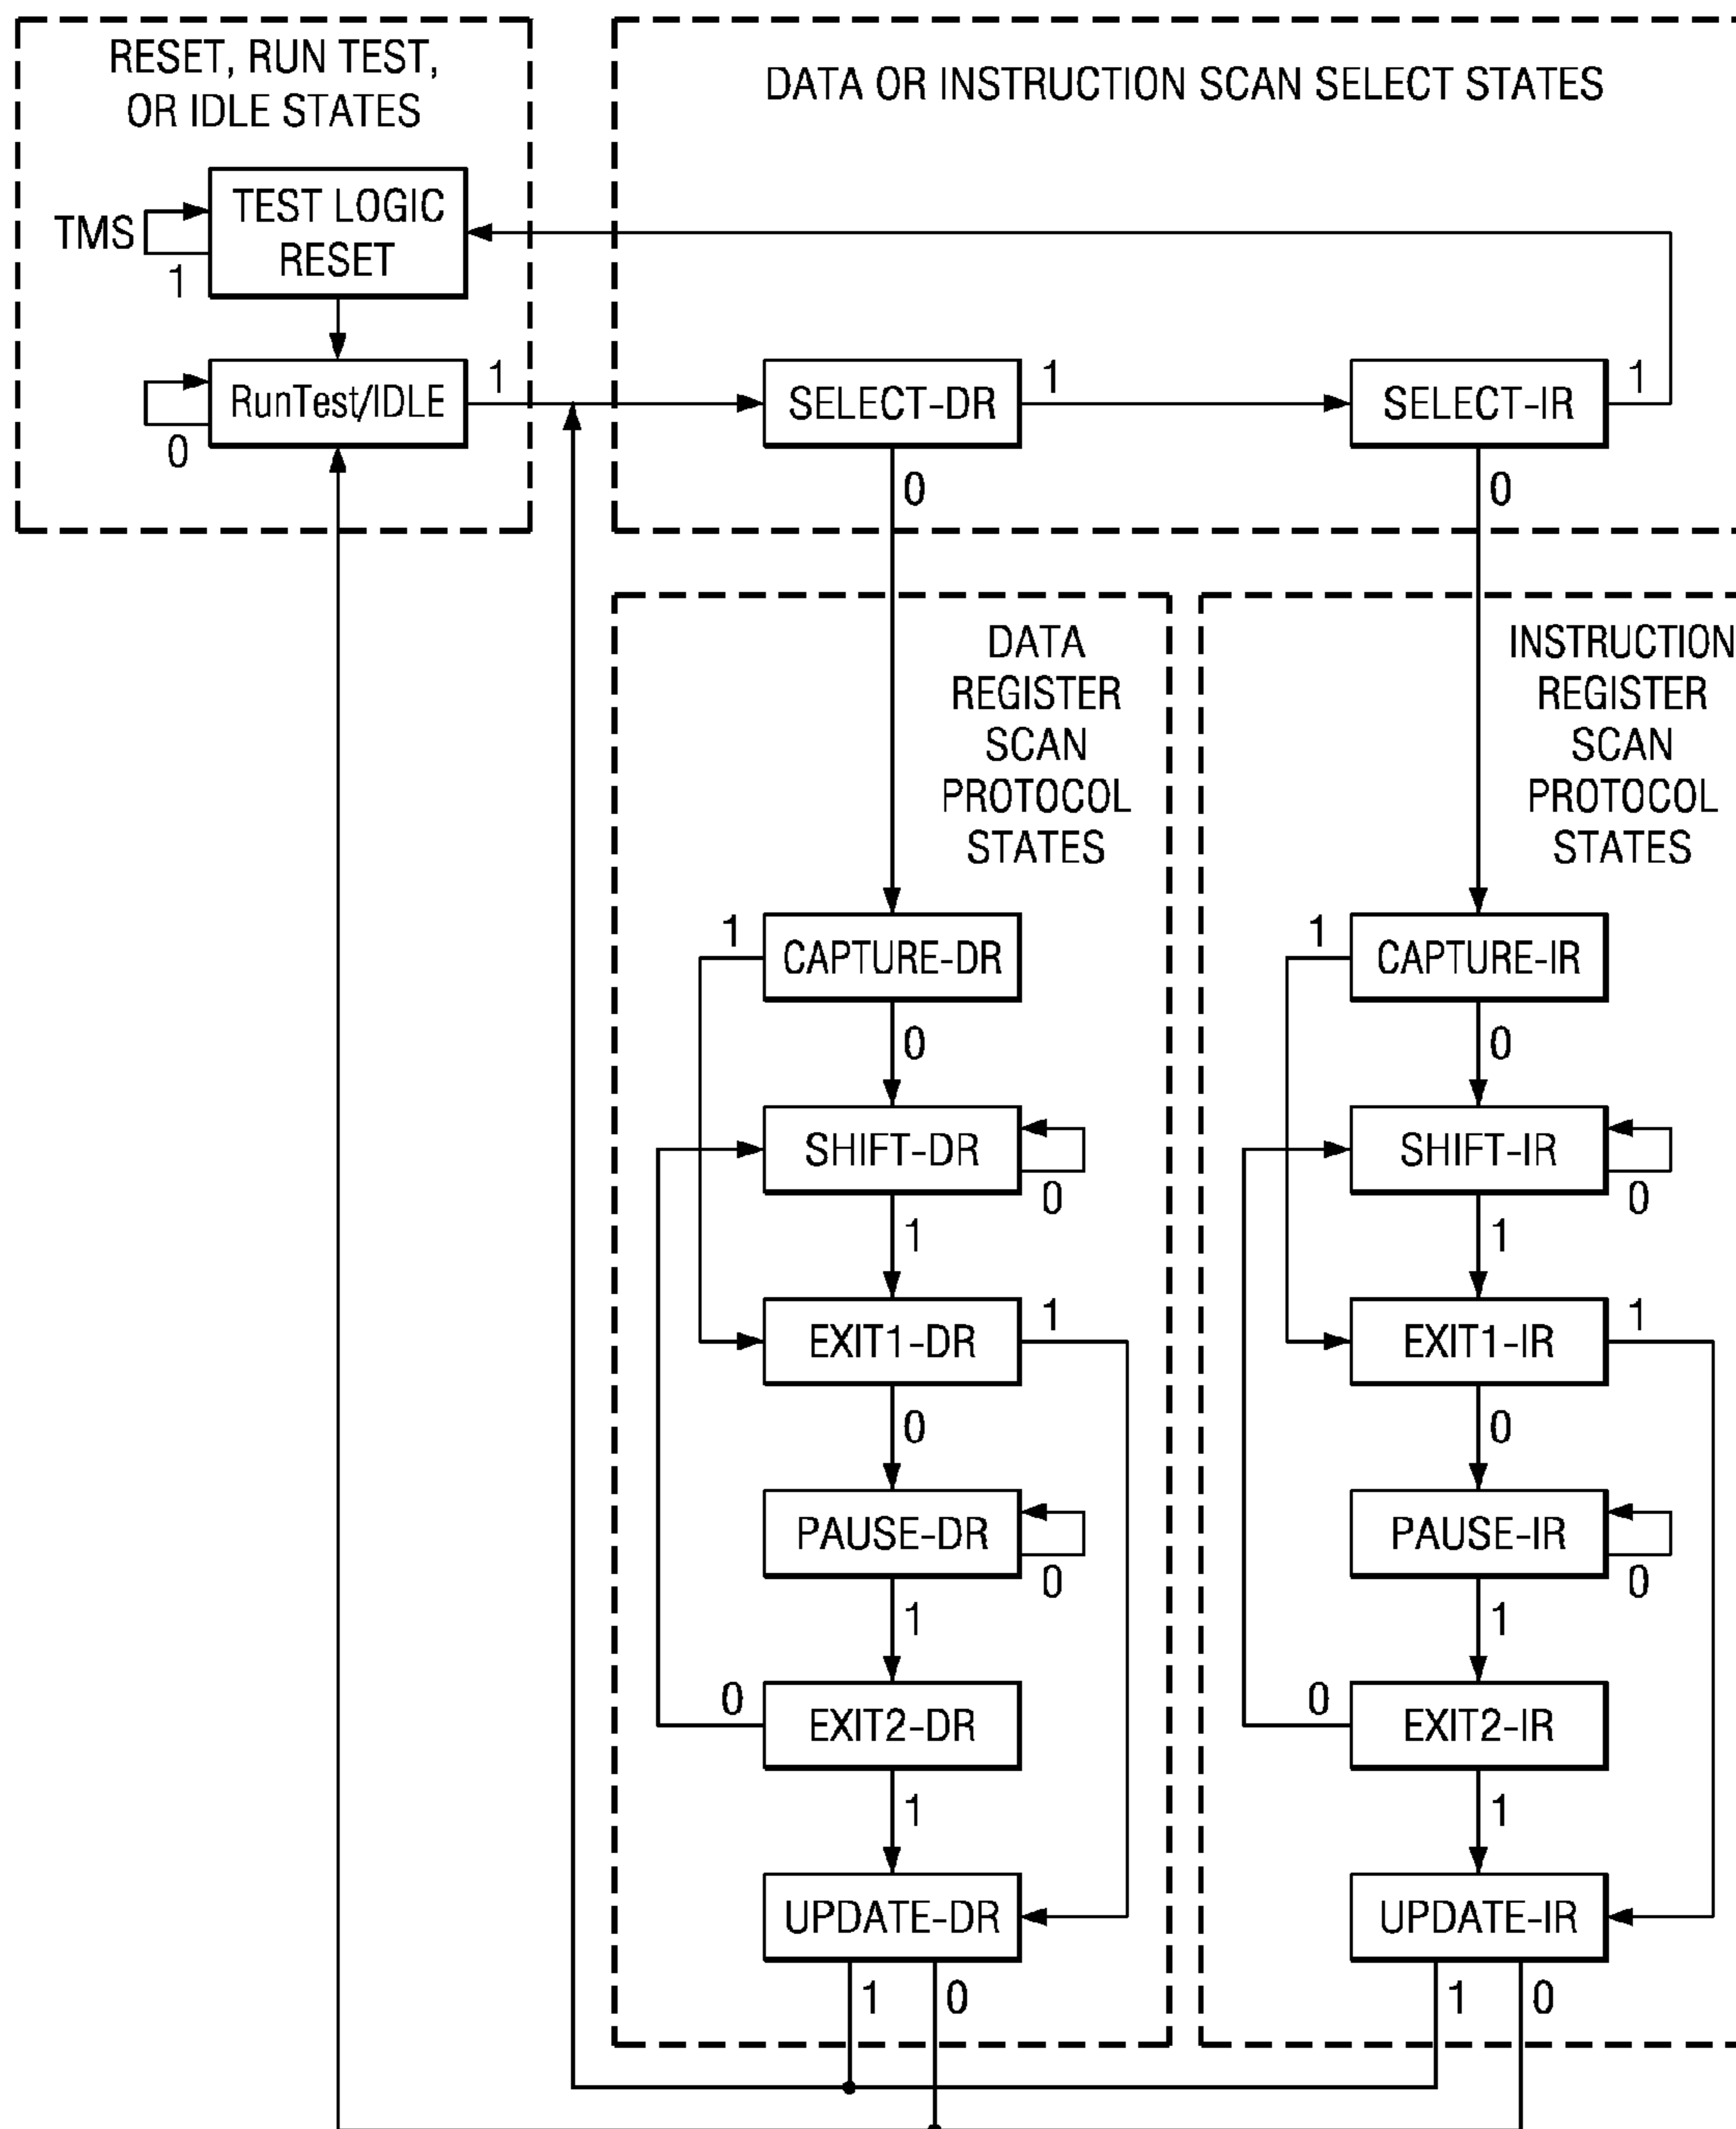 RESET, RUN TEST,
OR IDLE STATES
DATA OR INSTRUCTION SCAN SELECT STATES
TEST LOGIC
RESET
TMS
1
RunTest/IDLE
1
0
SELECT-DR
1
SELECT-IR
1
0
0
DATA
REGISTER
SCAN
PROTOCOL
STATES
INSTRUCTION
REGISTER
SCAN
PROTOCOL
STATES
1
CAPTURE-DR
0
SHIFT-DR
0
1
EXIT1-DR
1
0
PAUSE-DR
0
1
0
EXIT2-DR
1
UPDATE-DR
1
0
1
CAPTURE-IR
0
SHIFT-IR
0
1
EXIT1-IR
1
0
PAUSE-IR
0
1
0
EXIT2-IR
1
UPDATE-IR
1
0